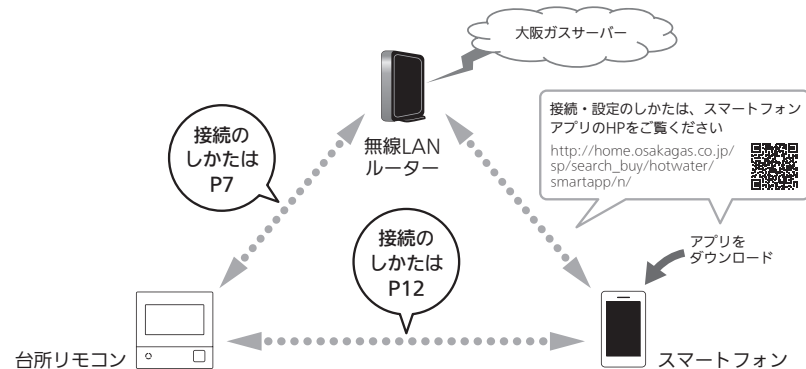 大阪ガスサーバー
接続・設定のしかたは、スマートフォン
アプリのHPをご覧ください
http://home.osakagas.co.jp/
sp/search_buy/hotwater/
smartapp/n/
無線LAN
ルーター
接続の
しかたは
P7
接続の
しかたは
P12
アプリを
ダウンロード
台所リモコン
スマートフォン